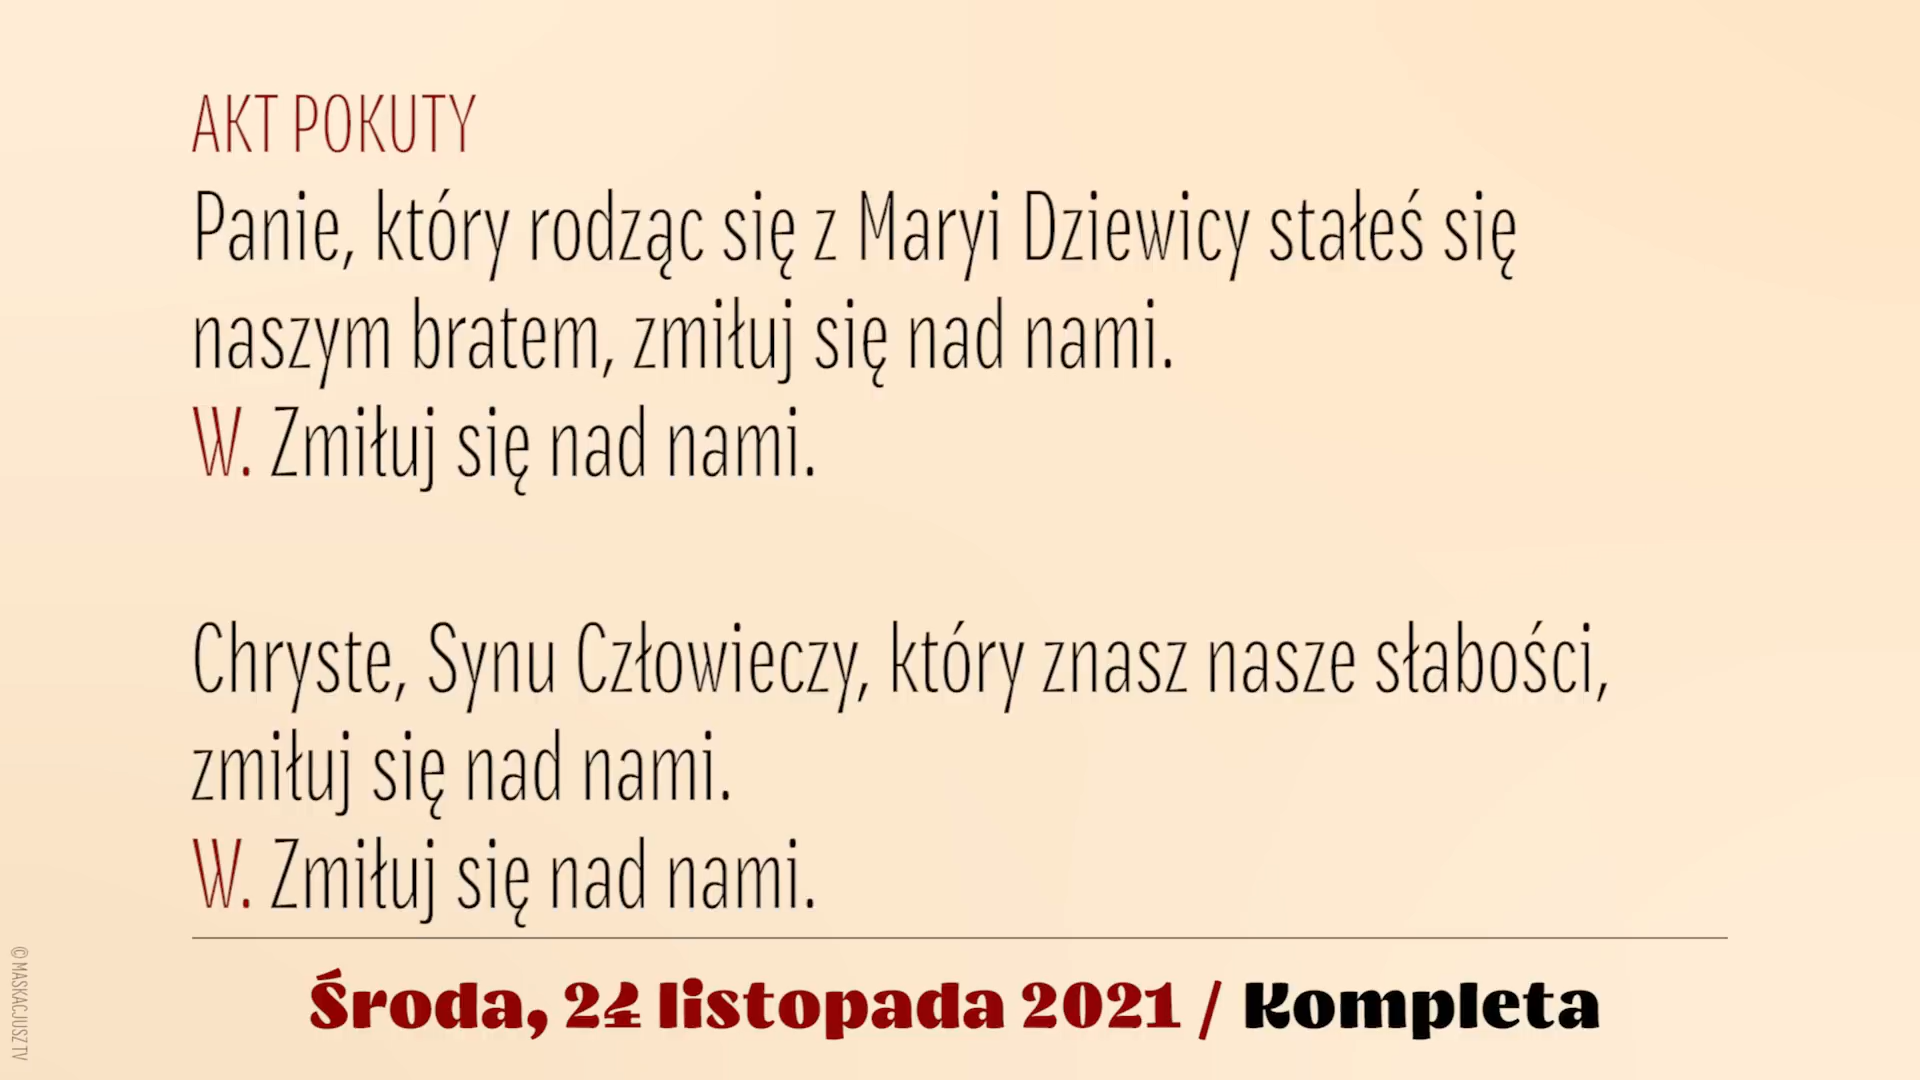 AKT POKUTY
Panie, który rodząc się z Maryi Dziewicy stałeś się
naszym bratem, zmiłuj się nad nami.
W. Zmiłuj się nad nami.
Chryste, Synu Człowieczy, który znasz nasze słabości,
zmiłuj się nad nami.
W. Zmiłuj się nad nami.
Środa, 24 listopada 2021 / Kompleta
© MASKACJUSZ TV